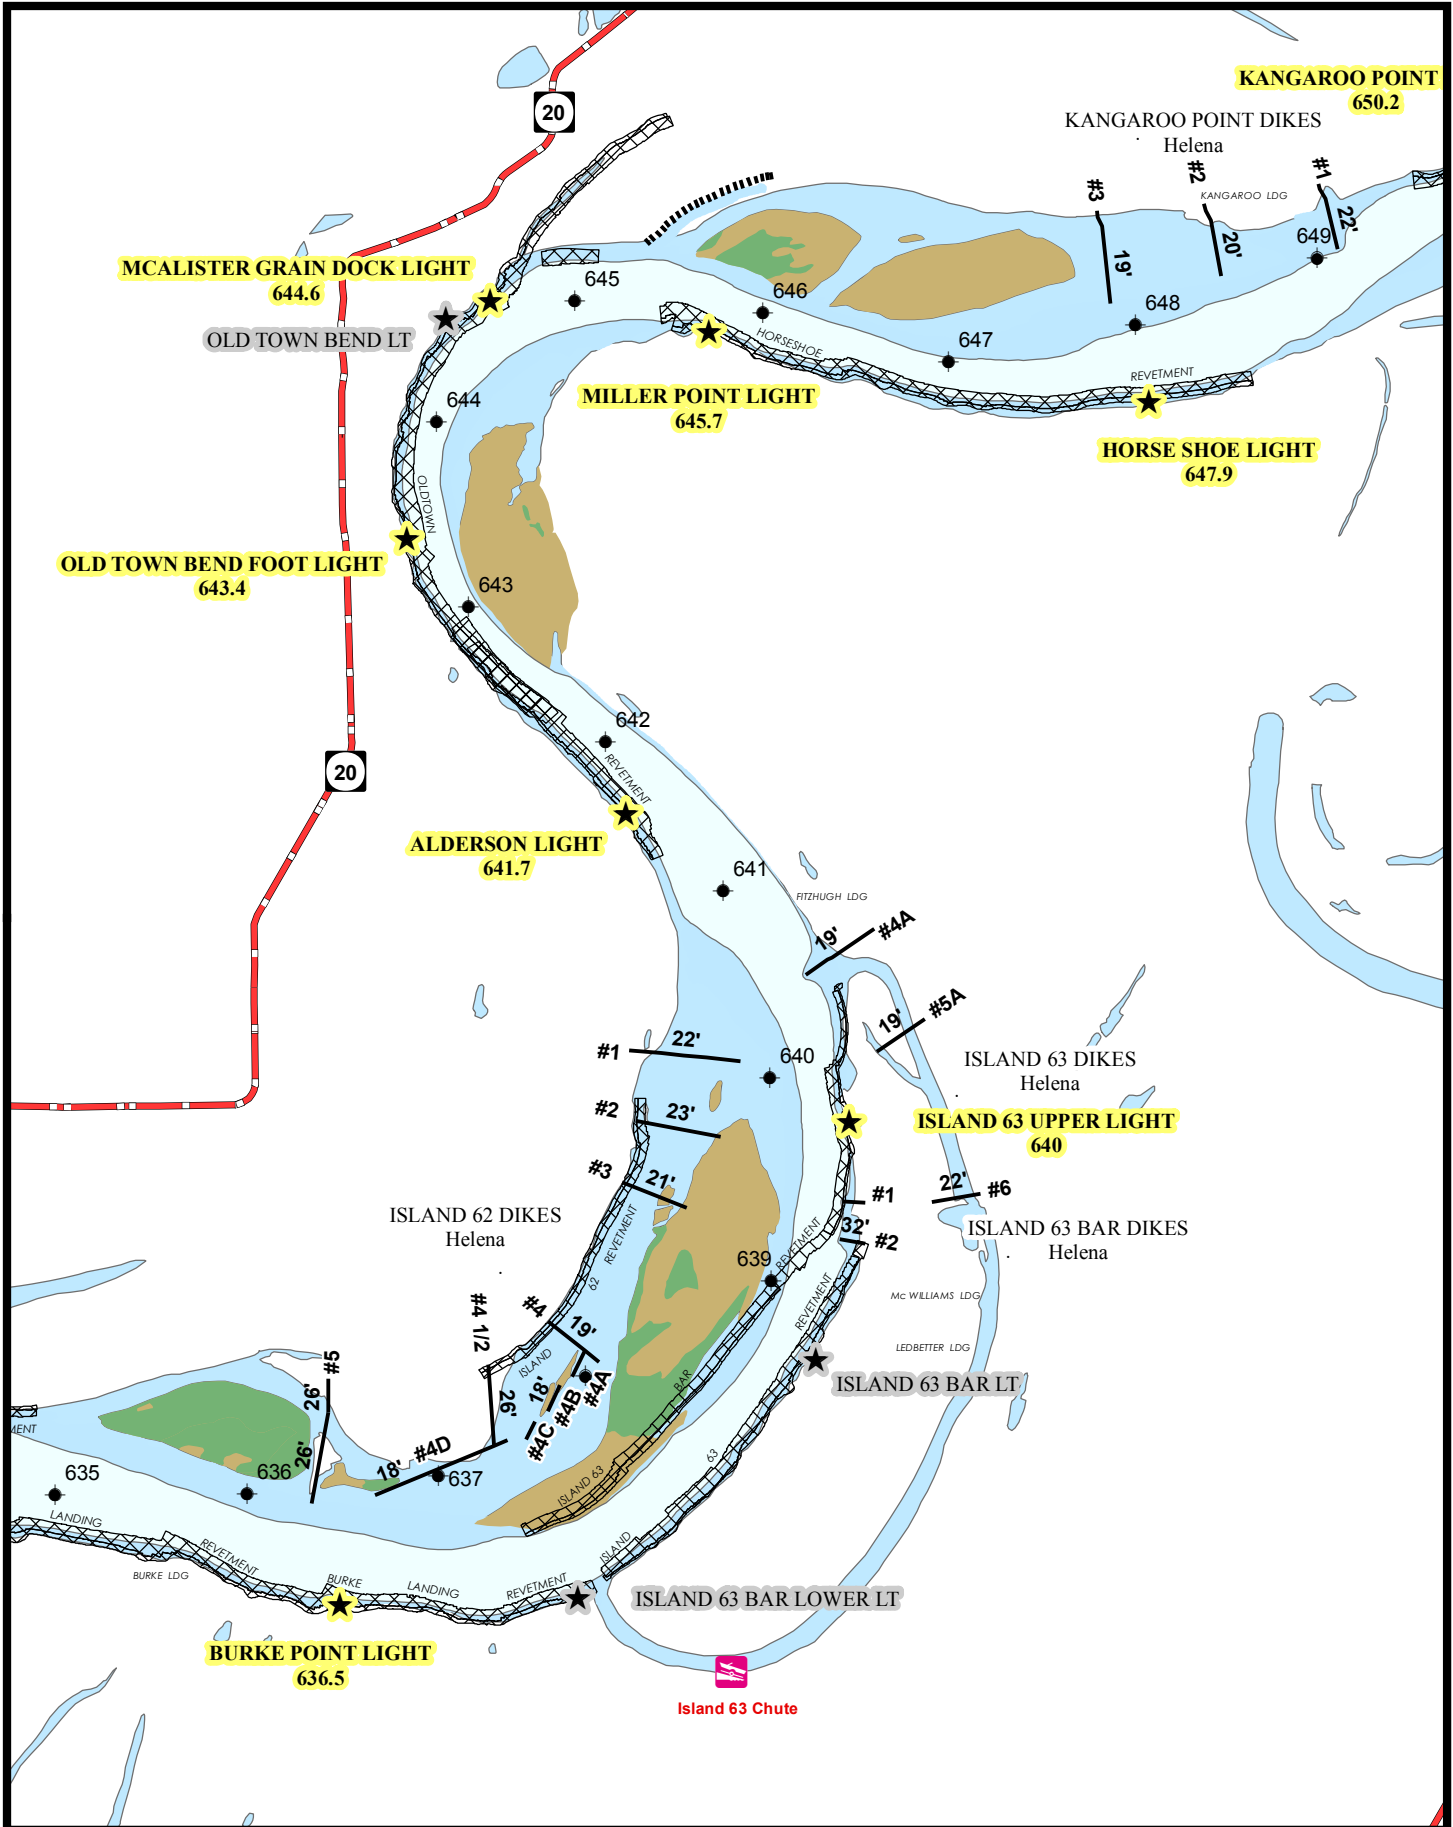 KANGAROO POINT
650.2
20
KANGAROO POINT DIKES
Helena
#1
#2
#3
KANGAROO LDG
22'
20'
19'
649
MCALISTER GRAIN DOCK LIGHT
644.6
645
646
648
OLD TOWN BEND LT
HORSESHOE
647
REVETMENT
MILLER POINT LIGHT
645.7
644
HORSE SHOE LIGHT
647.9
OLDTOWN
OLD TOWN BEND FOOT LIGHT
643.4
643
642
20
REVETMENT
ALDERSON LIGHT
641.7
641
FITZHUGH LDG
19'
#4A
19'
#5A
#1
22'
640
ISLAND 63 DIKES
Helena
#2
23'
ISLAND 63 UPPER LIGHT
640
#3
21'
22'
#6
#1
ISLAND 62 DIKES
Helena
REVETMENT
REVETMENT
32'
#2
ISLAND 63 BAR DIKES
Helena
639
62
REVETMENT
Mc WILLIAMS LDG
#4 1/2
#4
19'
LEDBETTER LDG
#5
ISLAND
BAR
ISLAND 63 BAR LT
26'
26'
18'
#4A
#4B
#4C
MENT
26'
#4D
18'
63
635
636
637
ISLAND 63
LANDING
REVETMENT
ISLAND
BURKE LDG
BURKE
LANDING
REVETMENT
ISLAND 63 BAR LOWER LT
BURKE POINT LIGHT
636.5
Island 63 Chute